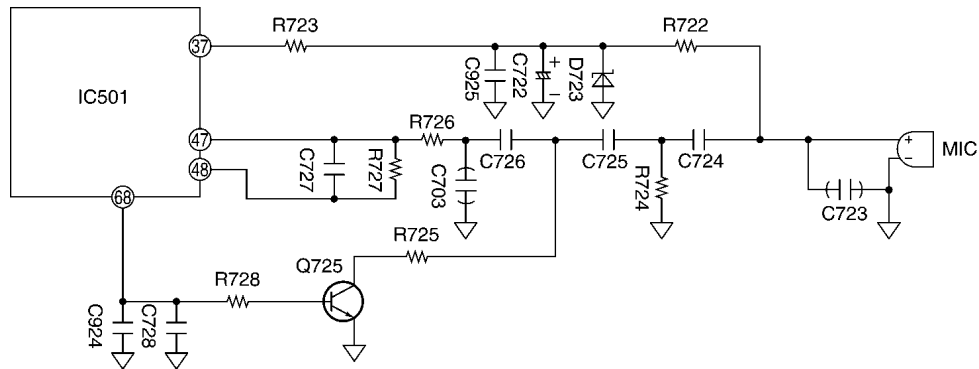 R723
R722
37
C925
C722
+
−
D723
IC501
R726
47
C726
C725
C724
+
−
MIC
48
C727
R727
C703
R724
C723
68
R725
Q725
R728
C924
C728